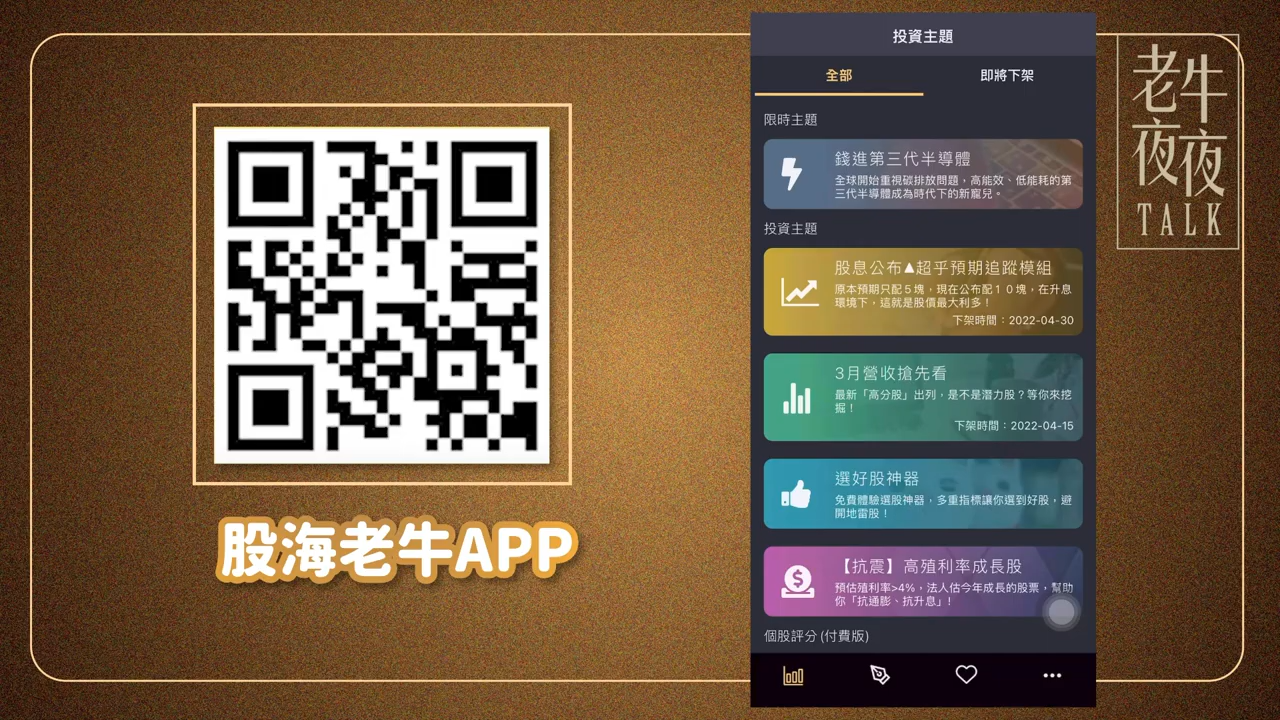 股海老牛APP
投資主題
全部
即將下架
限時主題
錢進第三代半導體
全球開始重視碳排放問題，高能效、低能耗的第
三代半導體成為時代下的新寵兒。
投資主題
股息公布▲超乎預期追蹤模組
原本預期只配５塊，現在公布配１０塊，在升息
環境下，這就是股價最大利多！
下架時間：2022-04-30
3月營收搶先看
最新「高分股」出列，是不是潛力股？等你來挖
掘！
下架時間：2022-04-15
選好股神器
免費體驗選股神器，多重指標讓你選到好股，避
開地雷股！
【抗震】高殖利率成長股
預估殖利率>4%，法人估今年成長的股票，幫助
你「抗通膨、抗升息」！
個股評分(付費版)
老牛
夜夜
TALK